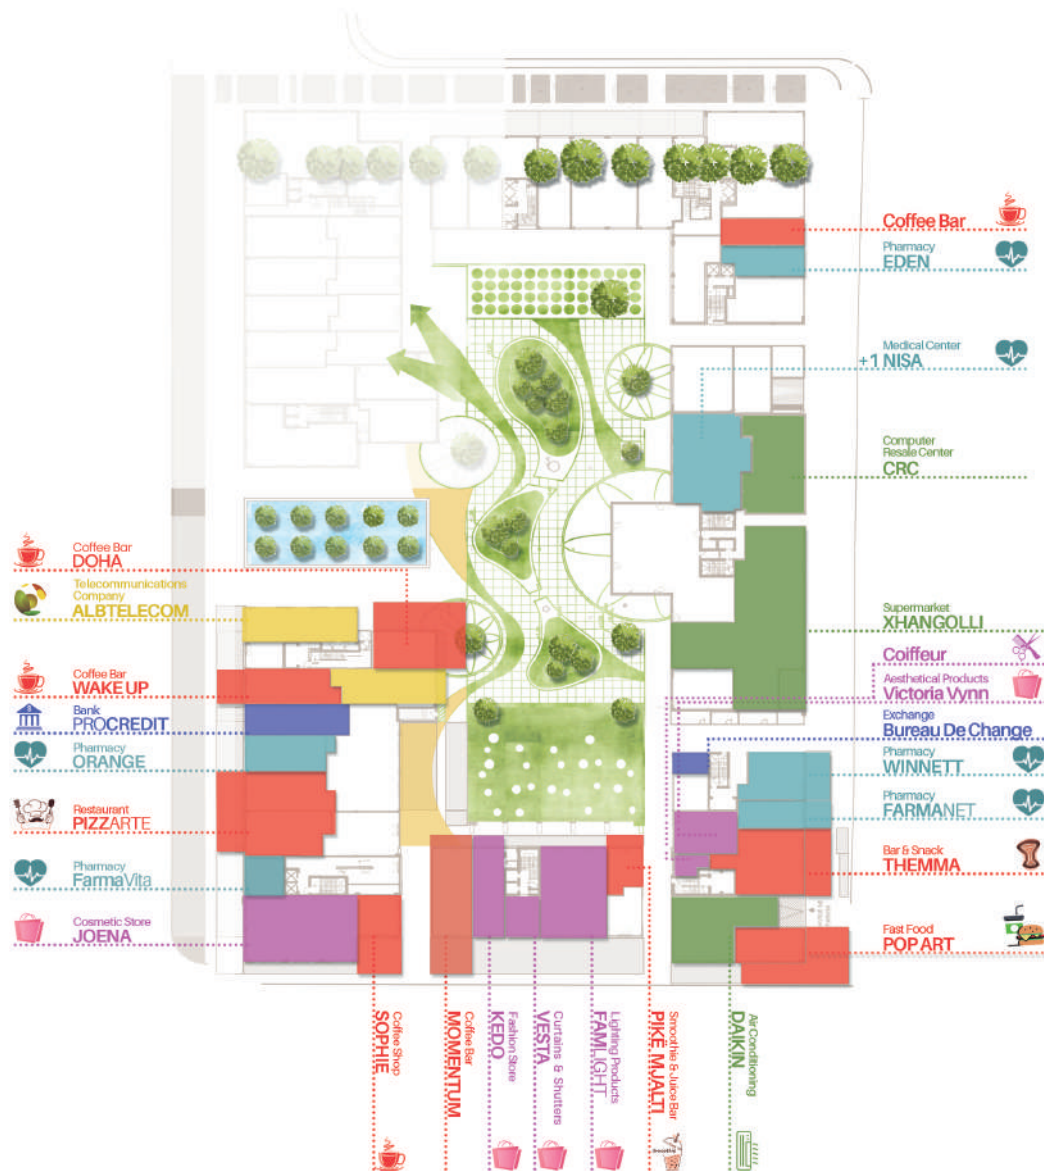 Coffee Bar
Pharmacy
EDEN
Medical Center
+1 NISA
Computer
Resale Center
CRC
Supermarket
XHANGOLLI
Coiffeur
Aesthetical Products
Victoria Vynn
Exchange
Bureau De Change
Pharmacy
WINNETT
Pharmacy
FARMANET
Bar & Snack
THEMMA
Fast Food
POP ART
Coffee Bar
DOHA
Telecommunications
Company
ALBTELECOM
Coffee Bar
WAKE UP
Bank
PROCREDIT
Pharmacy
ORANGE
Restaurant
PIZZARTE
Pharmacy
FarmaVita
Cosmetic Store
JOENA
Coffee Shop
SOPHIE
Coffee Bar
MOMENTUM
Fashion Store
KEDO
Curtains & Shutters
VESTA
Lighting Products
FAMLIGHT
Smoothie & Juice Bar
PIKË MJALTI
Air Conditioning
DAIKIN